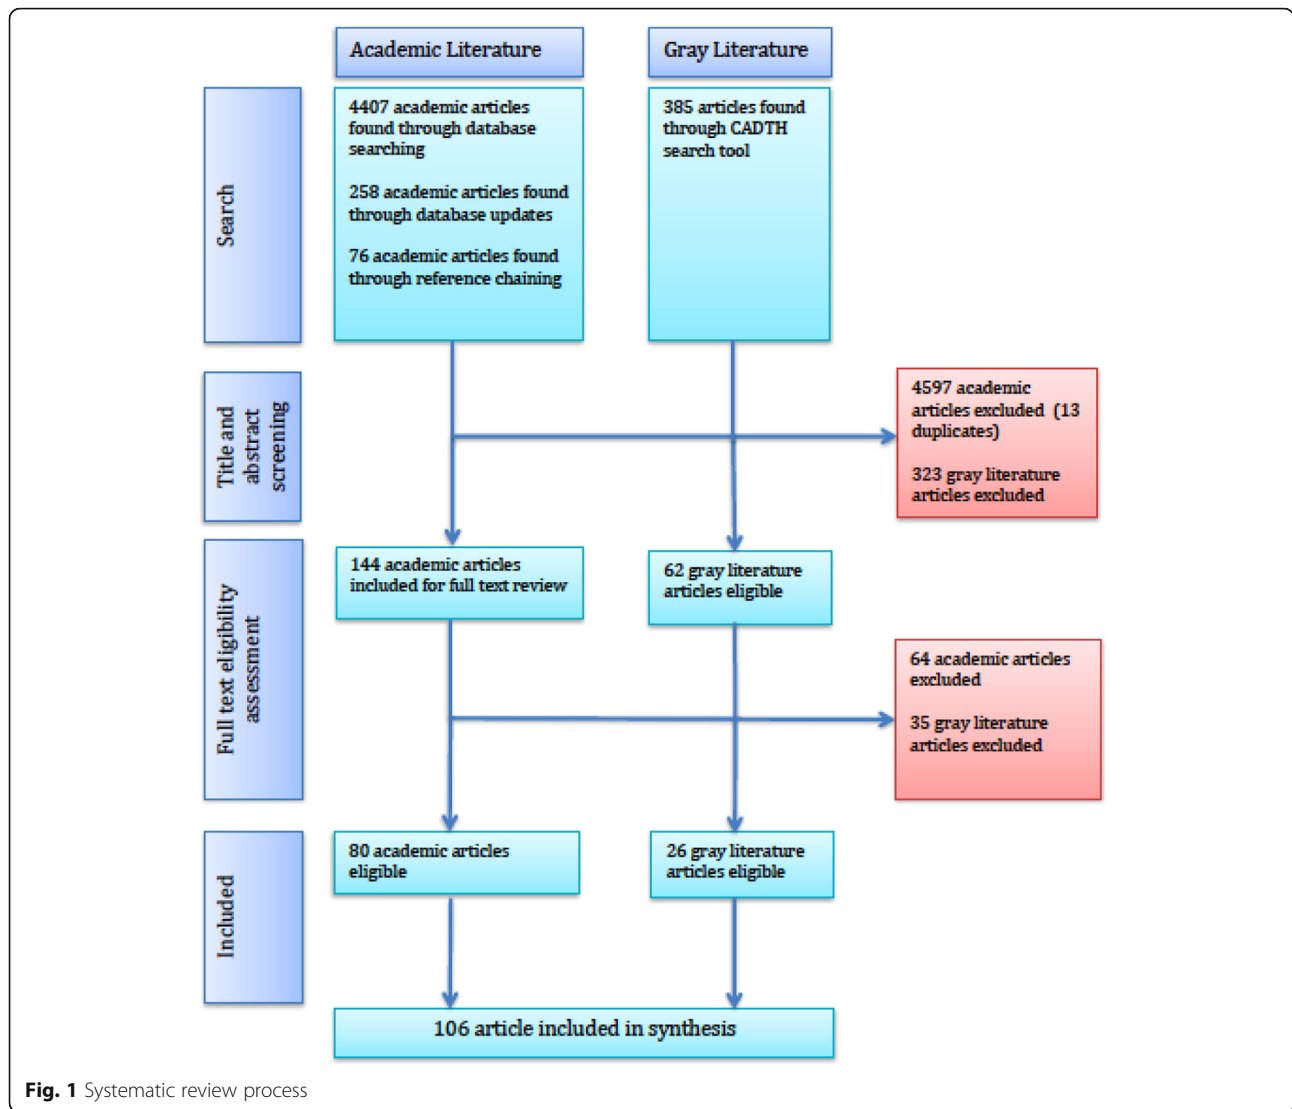 Academic Literature
Gray Literature
Search
4407 academic articles
found through database
searching
258 academic articles found
through database updates
76 academic articles found
through reference chaining
385 articles found
through CADTH
search tool
Title and
abstract
screening
4597 academic
articles excluded (13
duplicates)
323 gray literature
articles excluded
Full text eligibility
assessment
144 academic articles
included for full text review
62 gray literature
articles eligible
64 academic articles
excluded
35 gray literature
articles excluded
Included
80 academic articles
eligible
26 gray literature
articles eligible
106 article included in synthesis
Fig. 1 Systematic review process